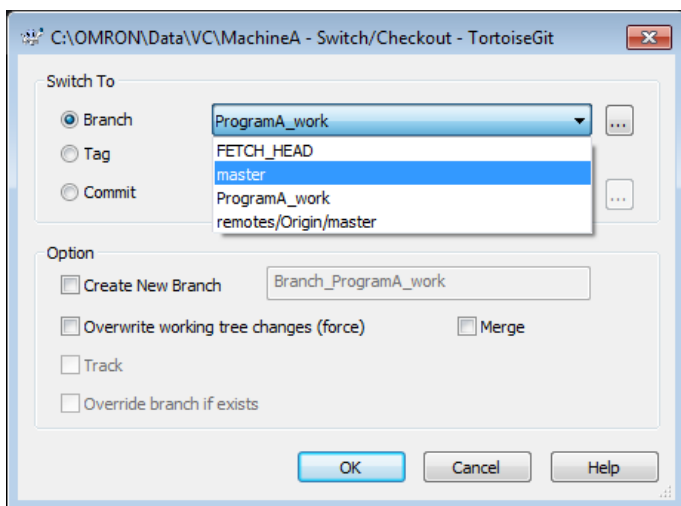 C:\OMRON\Data\VC\MachineA - Switch/Checkout - TortoiseGit
Switch To
Branch
ProgramA_work
...
Tag
FETCH_HEAD
master
Commit
ProgramA_work
...
remotes/Origin/master
Option
Create New Branch
Branch_ProgramA_work
Overwrite working tree changes (force)
Merge
Track
Override branch if exists
OK
Cancel
Help